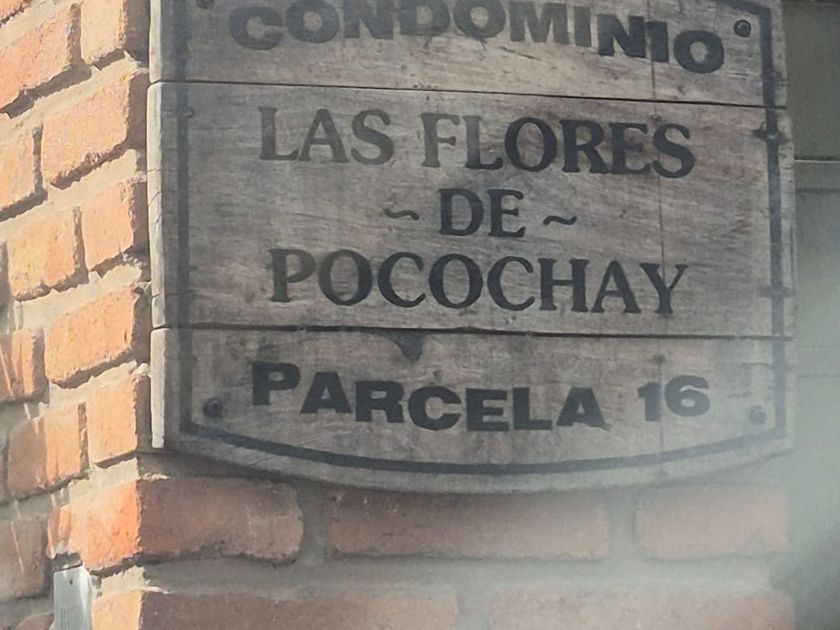 CONDOMINIO
LAS FLORES
~ DE ~
POCOCHAY
PARCELA 16